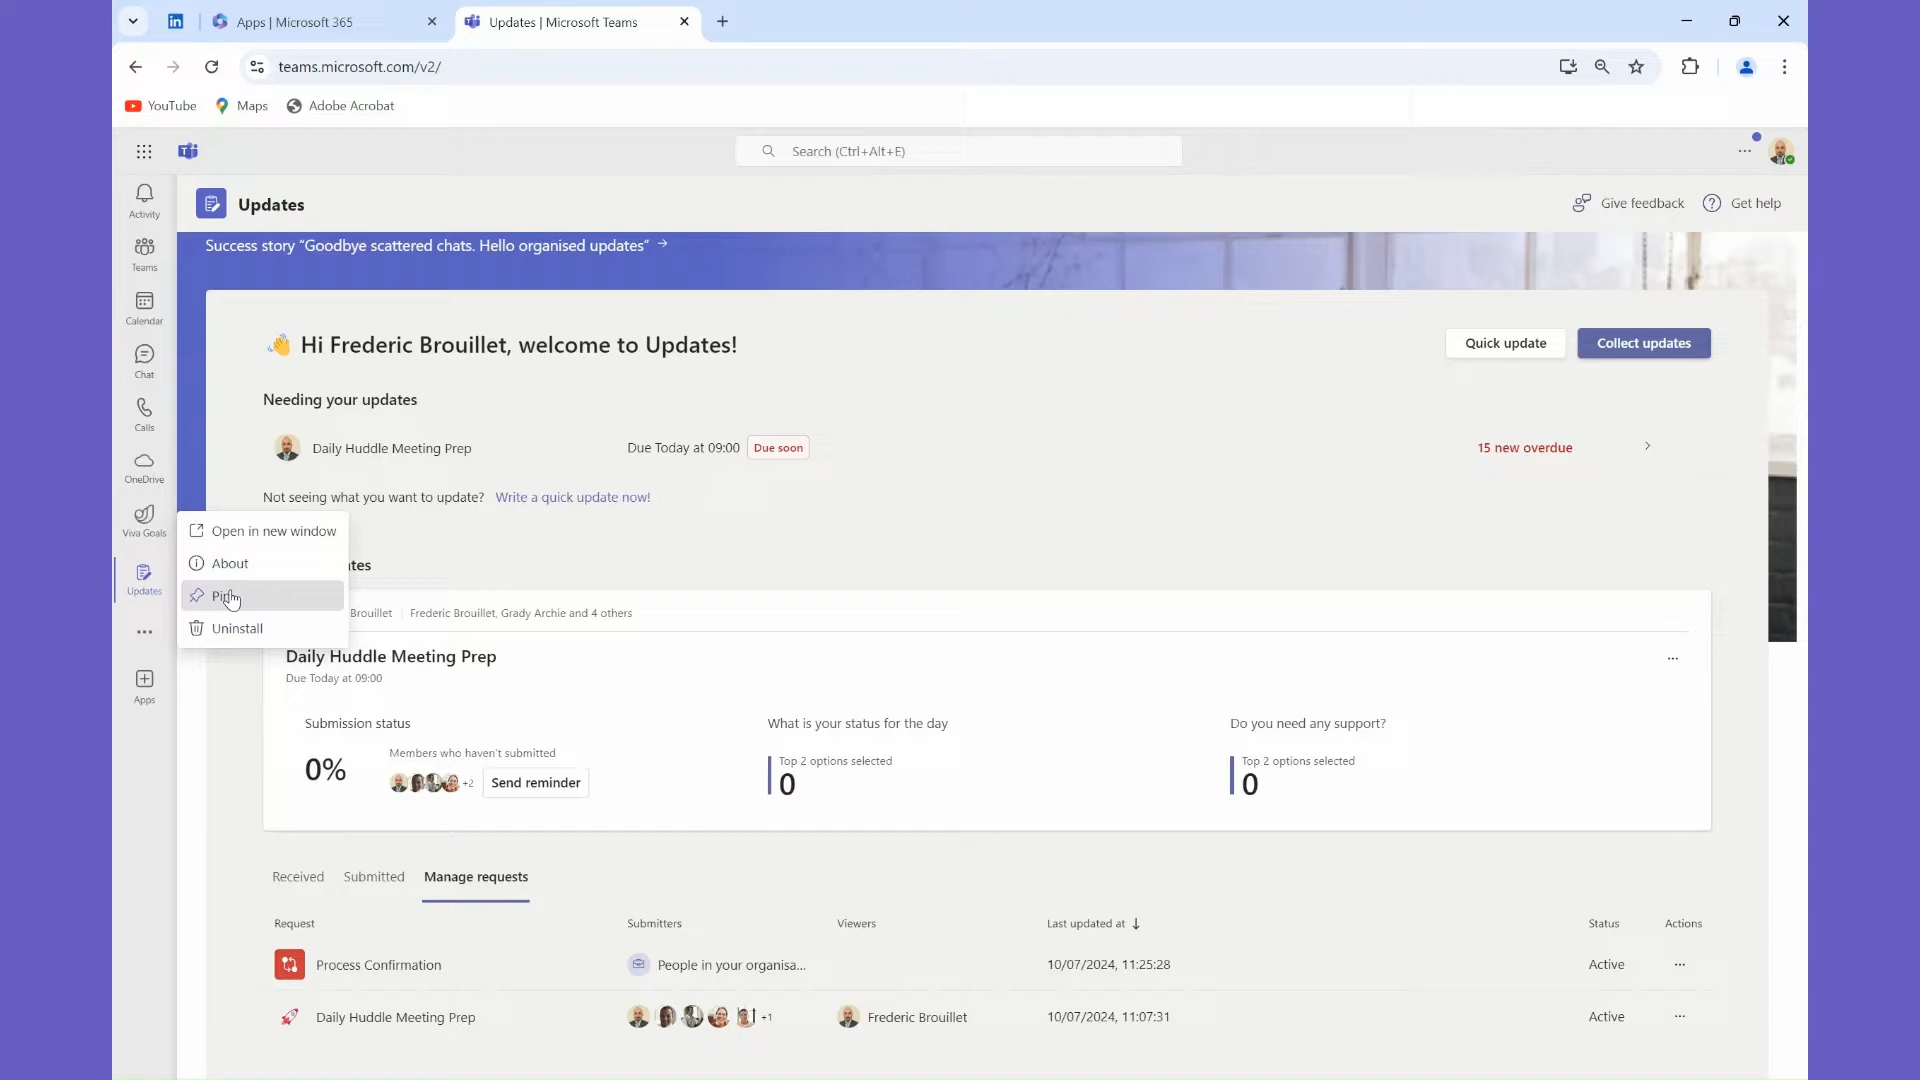 Apps | Microsoft 365
Updates | Microsoft Teams
teams.microsoft.com/v2/
YouTube
Maps
Adobe Acrobat
Search (Ctrl+Alt+E)
Activity
Teams
Calendar
Chat
Calls
OneDrive
Viva Goals
Updates
Apps
Updates
Give feedback
Get help
Success story “Goodbye scattered chats. Hello organised updates”
Hi Frederic Brouillet, welcome to Updates!
Quick update
Collect updates
Needing your updates
Daily Huddle Meeting Prep
Due Today at 09:00
Due soon
15 new overdue
Not seeing what you want to update? Write a quick update now!
Open in new window
About
Uninstall
Brouillet
Frederic Brouillet, Grady Archie and 4 others
Daily Huddle Meeting Prep
Due Today at 09:00
Submission status
0%
Members who haven't submitted
+2
Send reminder
What is your status for the day
Top 2 options selected
0
Do you need any support?
Top 2 options selected
0
Received
Submitted
Manage requests
Request
Submitters
Viewers
Last updated at
Status
Actions
Process Confirmation
People in your organisa...
10/07/2024, 11:25:28
Active
Daily Huddle Meeting Prep
+1
Frederic Brouillet
10/07/2024, 11:07:31
Active